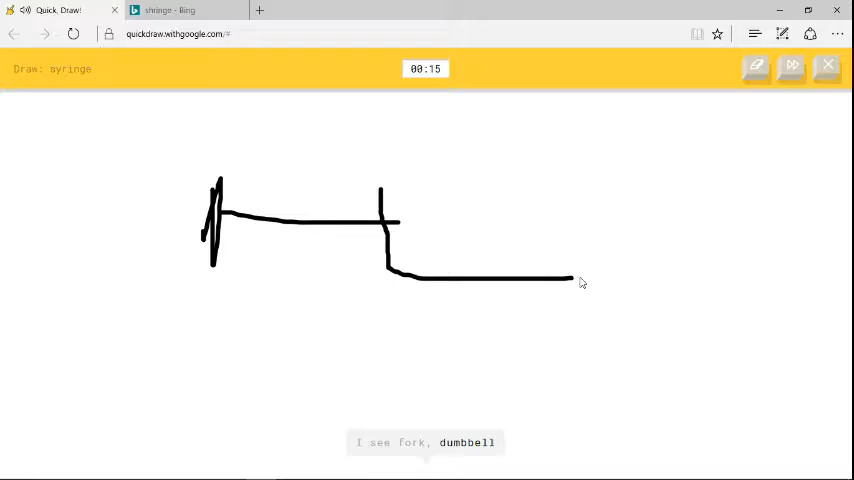 Quick, Draw!
shringe - Bing
quickdraw.withgoogle.com/#
Draw: syringe
00:15
I see fork, dumbbell